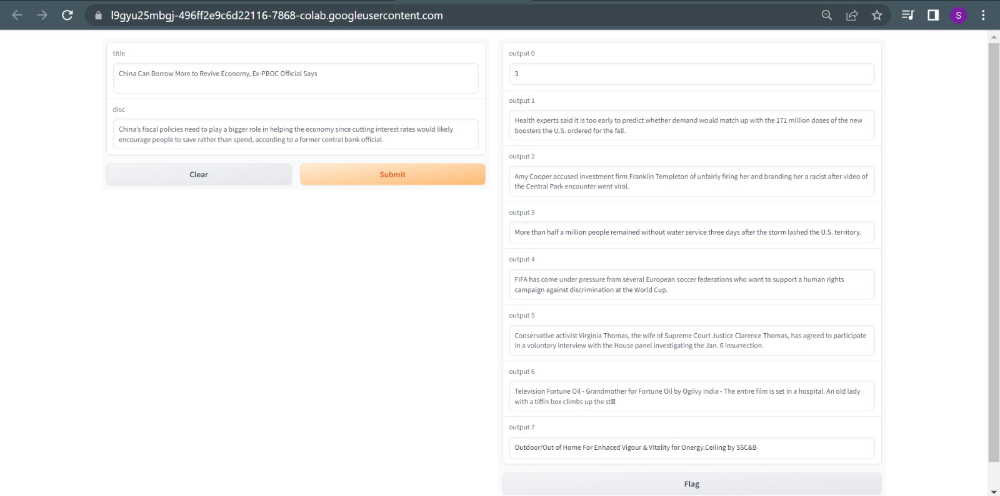 l9gyu25mbgj-496ff2e9c6d22116-7868-colab.googleusercontent.com
S
title
China Can Borrow More to Revive Economy, Ex-PBOC Official Says
disc
China's fiscal policies need to play a bigger role in helping the economy since cutting interest rates would likely
encourage people to save rather than spend, according to a former central bank official.
Clear
Submit
output 0
3
output 1
Health experts said it is too early to predict whether demand would match up with the 171 million doses of the new
boosters the U.S. ordered for the fall.
output 2
Amy Cooper accused investment firm Franklin Templeton of unfairly firing her and branding her a racist after video of
the Central Park encounter went viral.
output 3
More than half a million people remained without water service three days after the storm lashed the U.S. territory.
output 4
FIFA has come under pressure from several European soccer federations who want to support a human rights
campaign against discrimination at the World Cup.
output 5
Conservative activist Virginia Thomas, the wife of Supreme Court Justice Clarence Thomas, has agreed to participate
in a voluntary interview with the House panel investigating the Jan. 6 insurrection.
output 6
Television Fortune Oil - Grandmother for Fortune Oil by Ogilvy India - The entire film is set in a hospital. An old lady
with a tiffin box climbs up the st
output 7
Outdoor/Out of Home For Enhaced Vigour & Vitality for Onergy.Ceiling by SSC&B
Flag